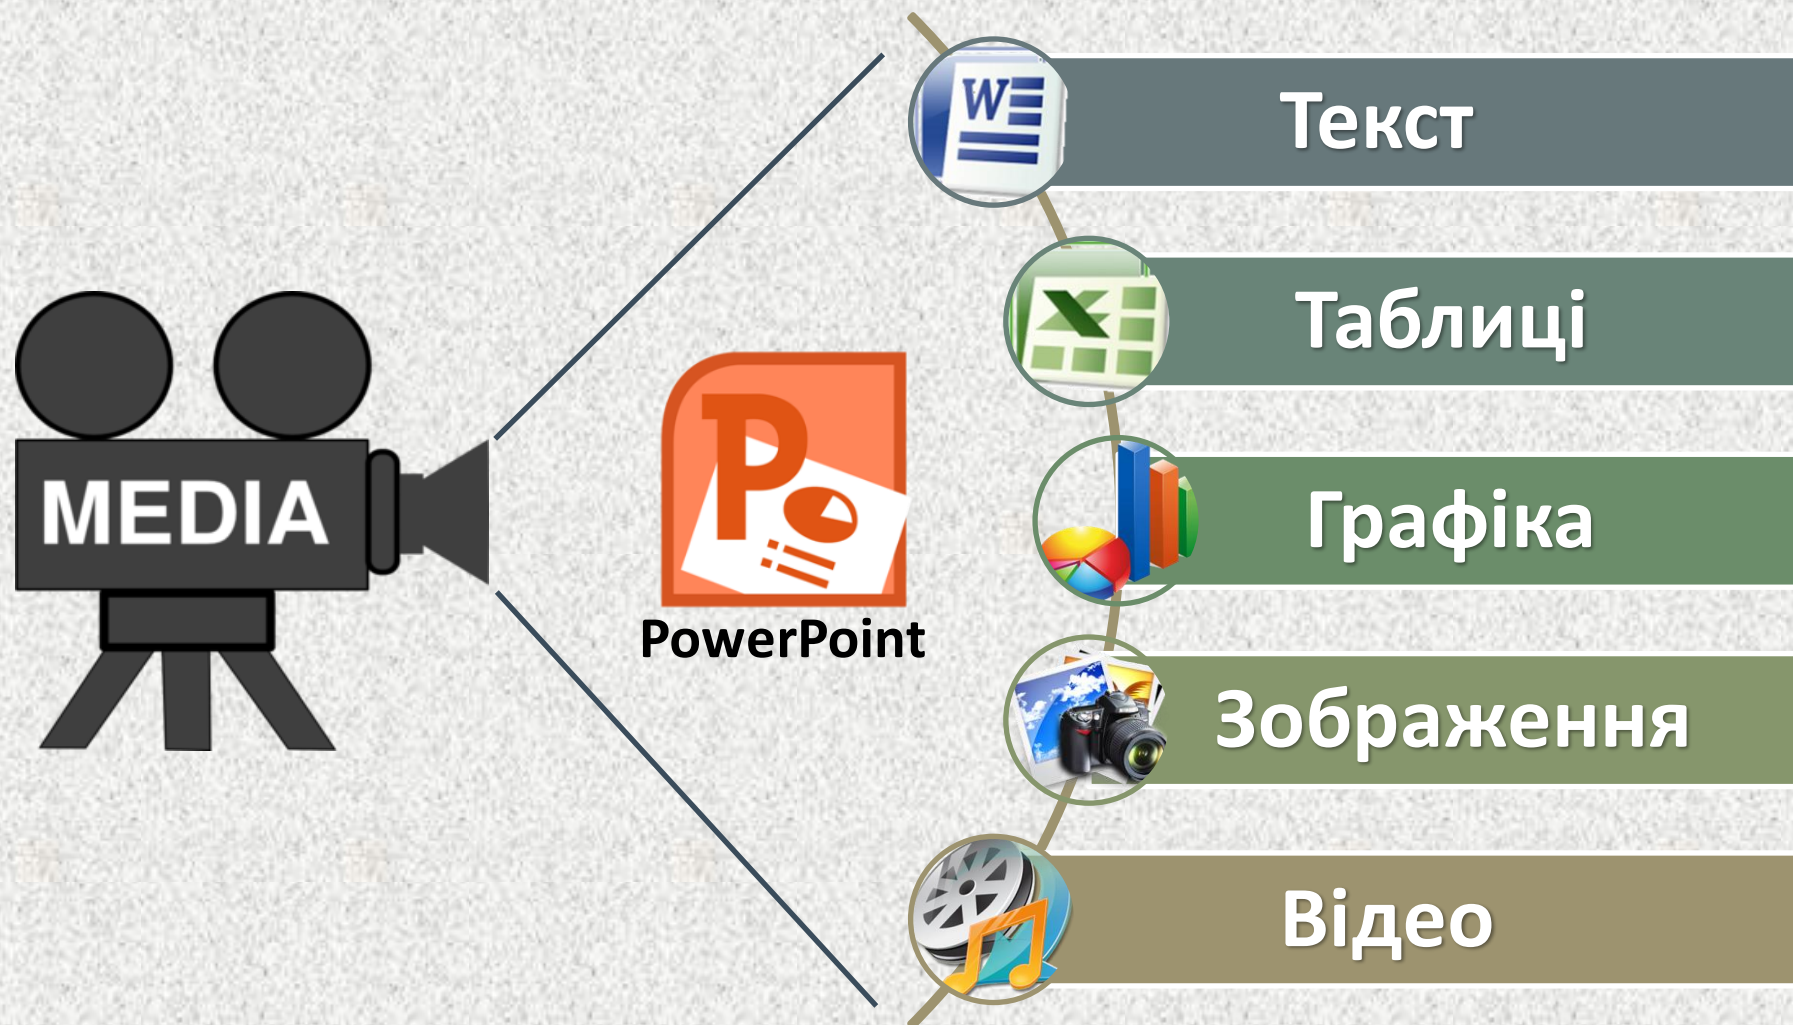 MEDIA
PowerPoint
Текст
Таблиці
Графіка
Зображення
Відео